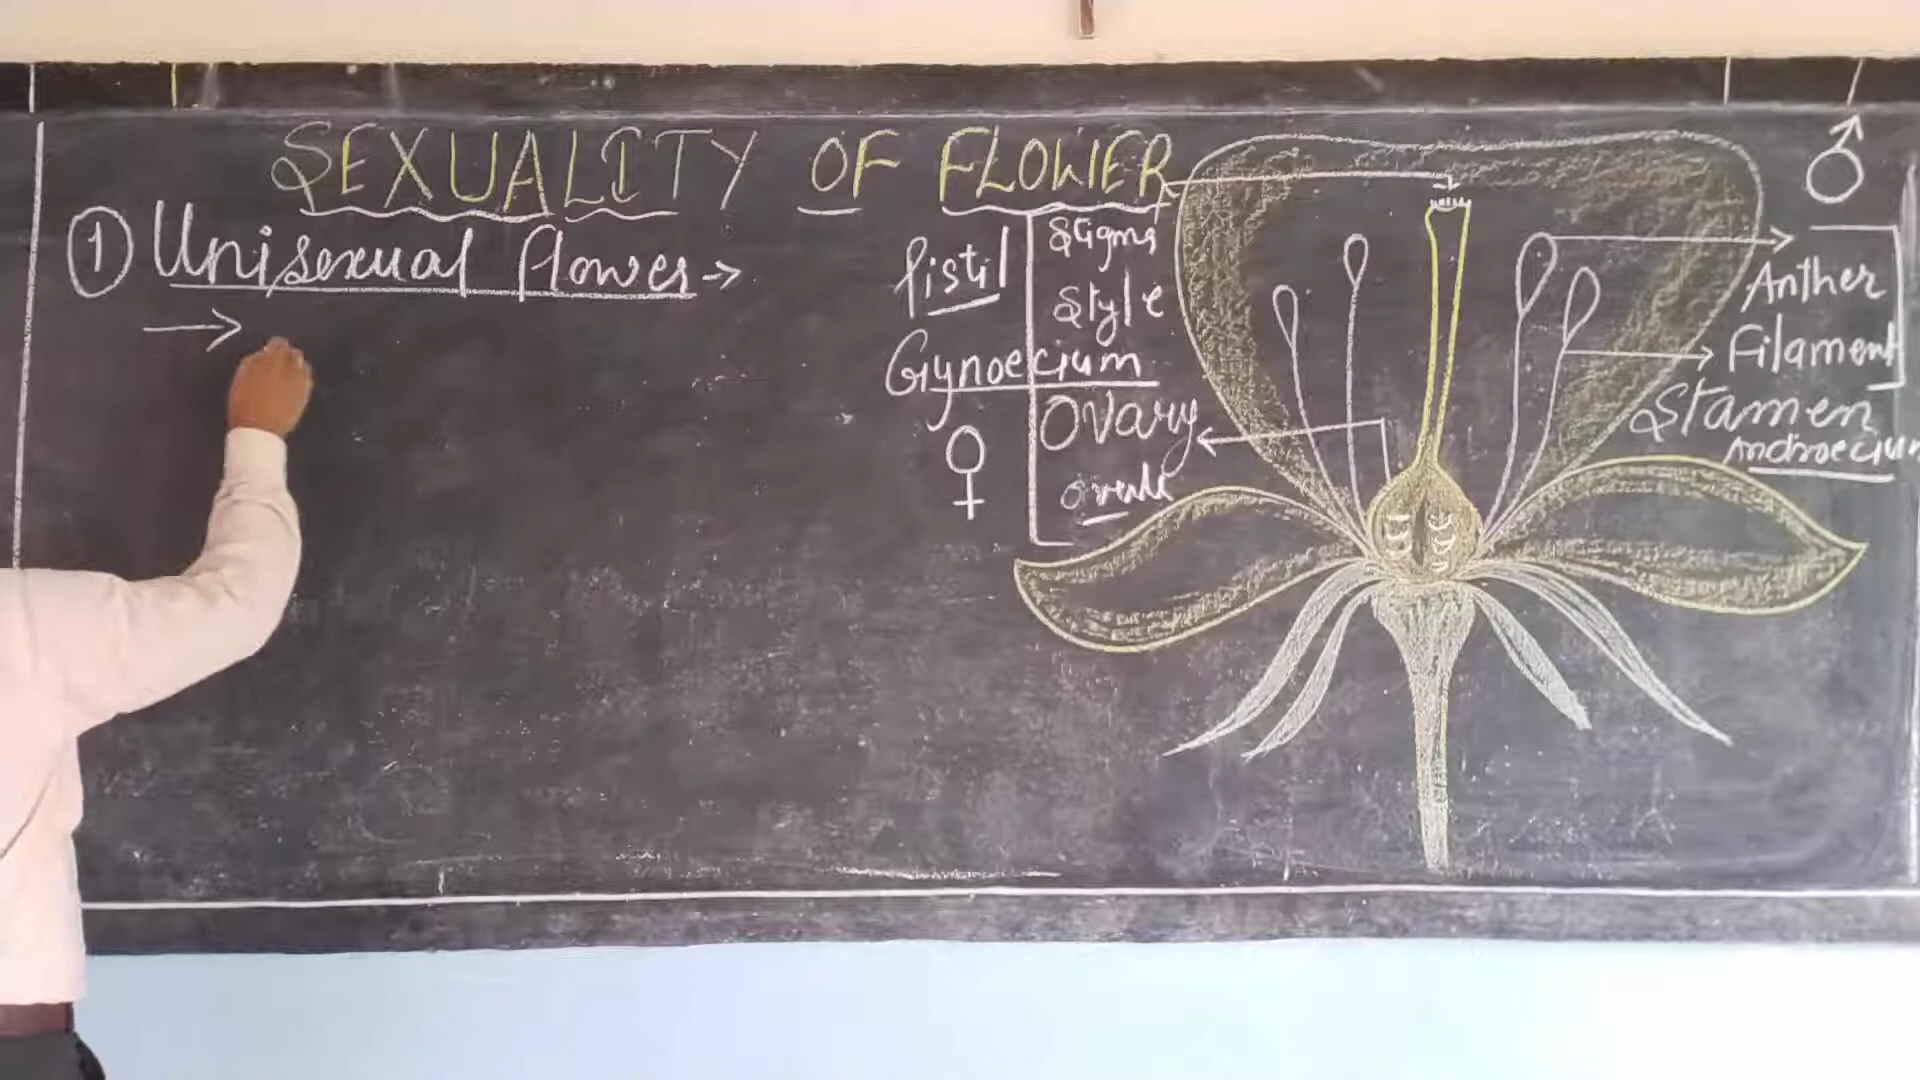 SEXUALITY OF FLOWER
① Unisexual flower →
→
Pistil
Stigma
Style
Gynoecium
Ovary
♀
ovule
♂
Anther
Filament
Stamen
Androecium